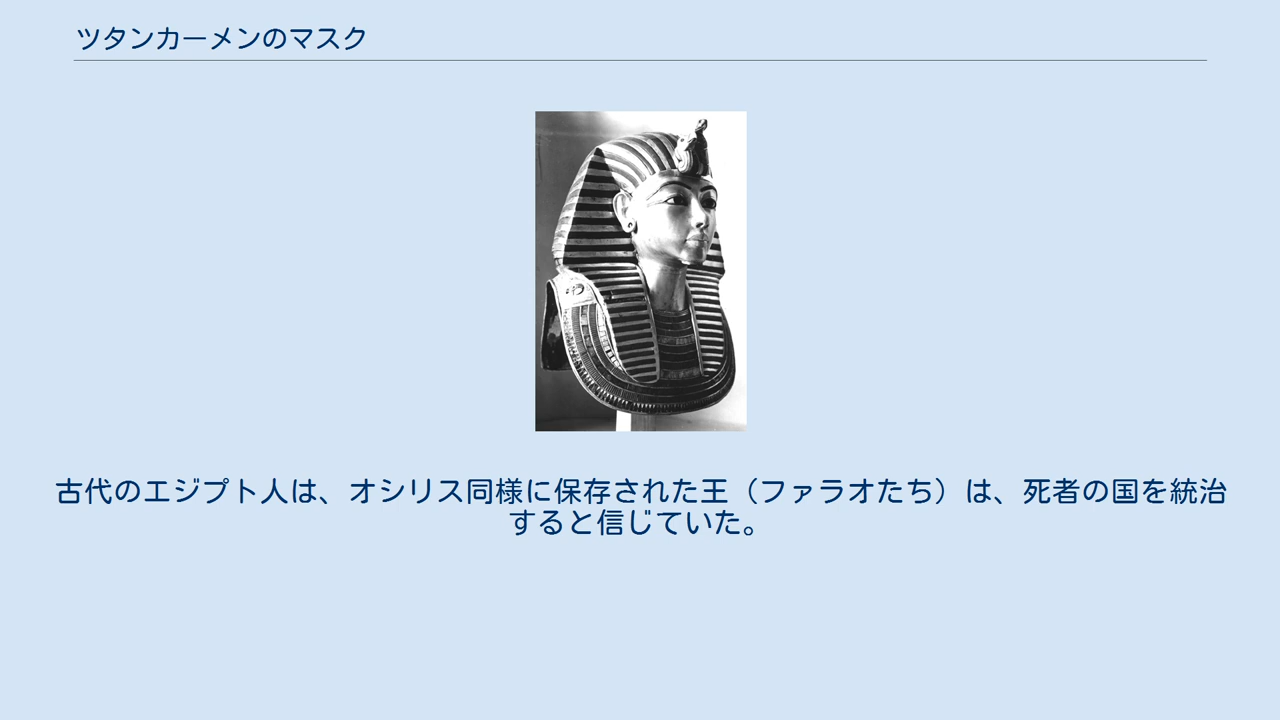 ツタンカーメンのマスク
古代のエジプト人は、オシリス同様に保存された王（ファラオたち）は、死者の国を統治
すると信じていた。